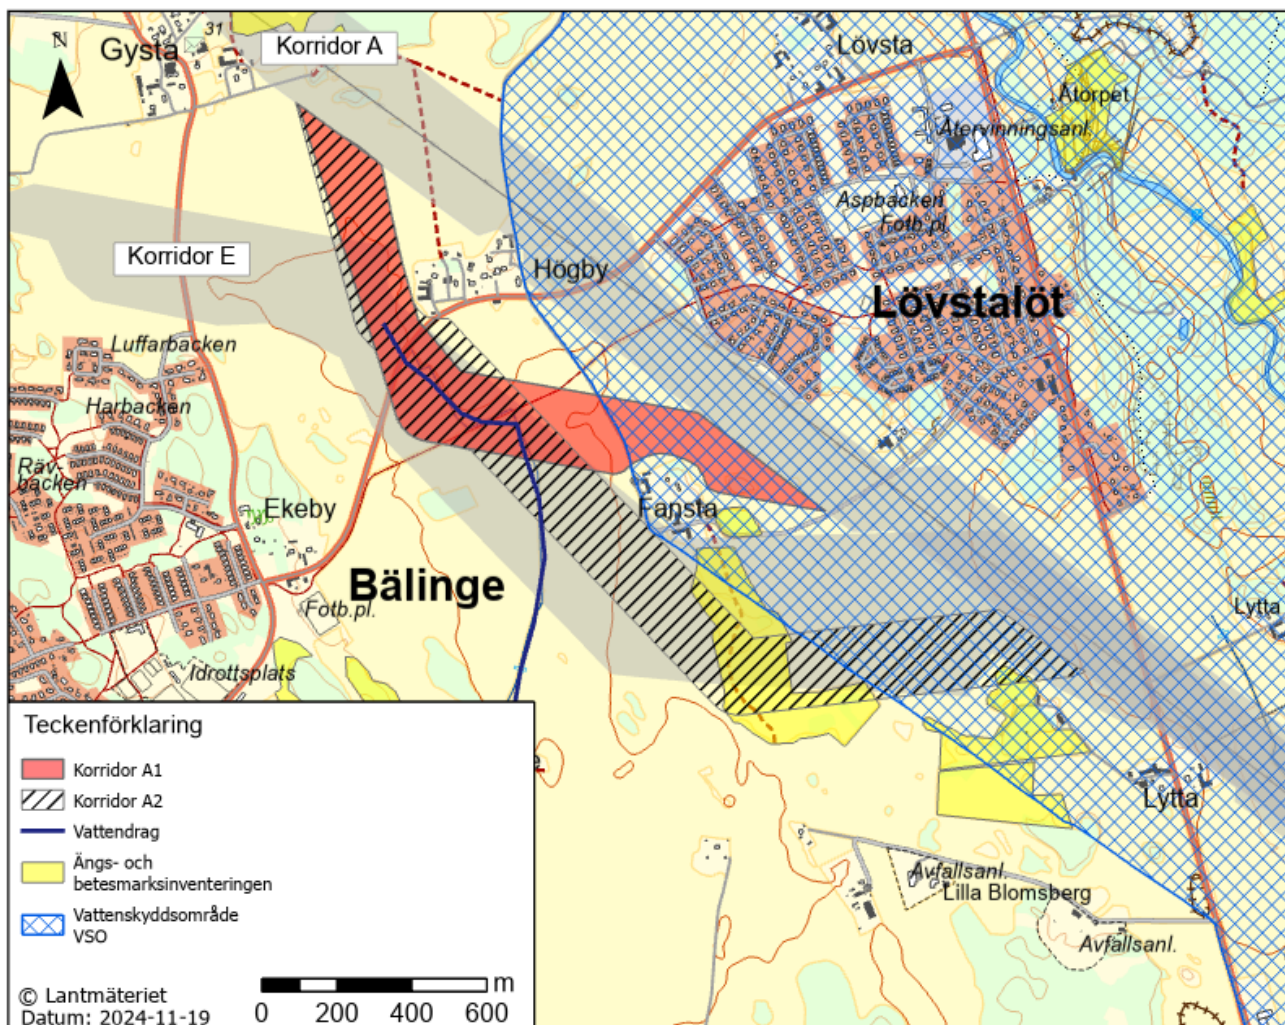 N
Gysta
31
Korridor A
Lövsta
Åtorpet
Återvinningsanl.
Aspbacken
Fotb.pl.
Korridor E
Högby
Lövstalöt
Luffarbacken
Harbacken
Räv-
backen
Ekeby
Fansta
Bälinge
Fotb.pl.
Lytta
Idrottsplats
Lytta
Avfallsanl.
Lilla Blomsberg
Avfallsanl.
Teckenförklaring
Korridor A1
Korridor A2
Vattendrag
Ängs- och
betesmarksinventeringen
Vattenskyddsområde
VSO
© Lantmäteriet
Datum: 2024-11-19
0 200 400 600 m